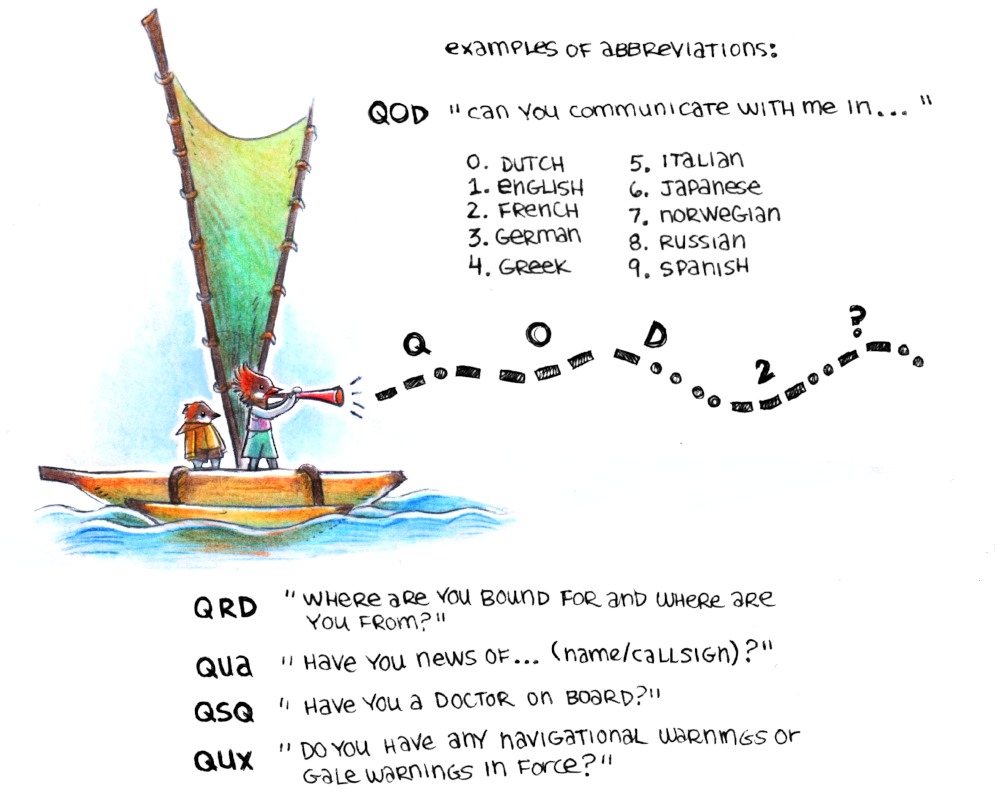 examples of abbreviations:
QOD "can you communicate with me in... "
0. Dutch
1. English
2. French
3. German
4. Greek
5. Italian
6. Japanese
7. Norwegian
8. Russian
9. Spanish
Q O D 2 ?
QRD "Where are you bound for and where are
you from?"
QUA "Have you news of... (name/callsign)?"
QSQ "Have you a doctor on board?"
QUX "Do you have any navigational warnings or
gale warnings in force?"